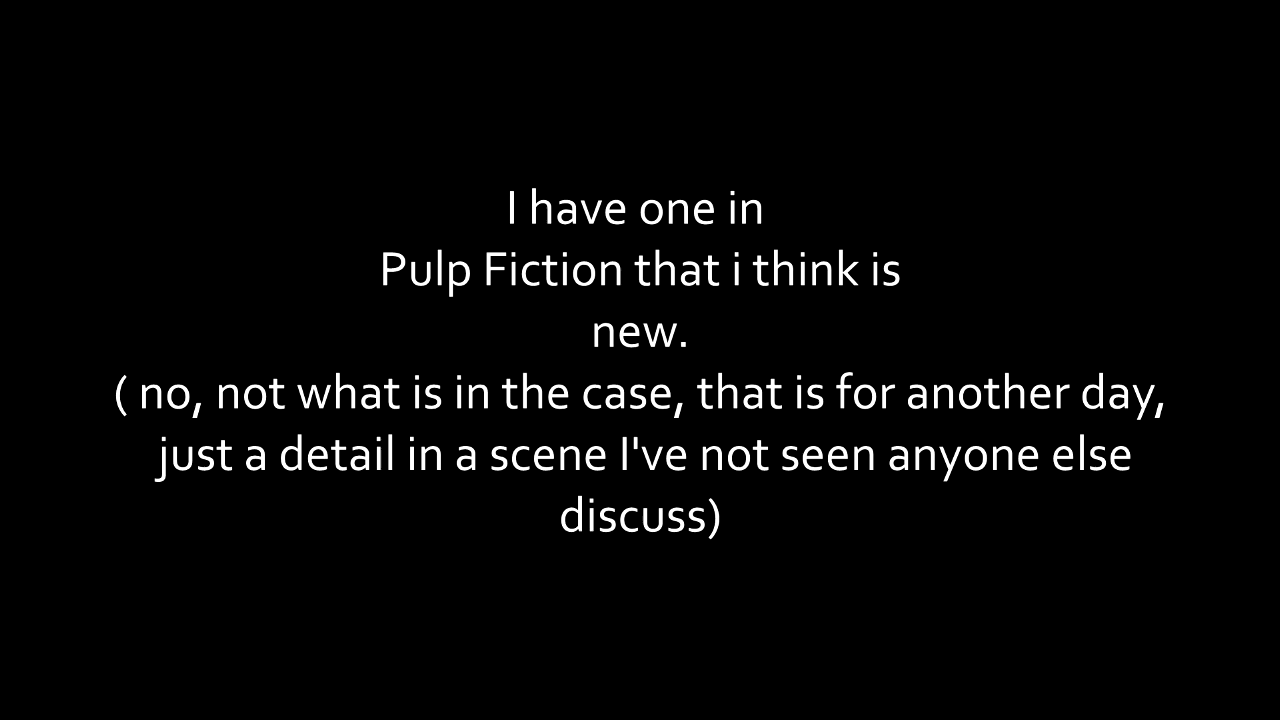 I have one in
Pulp Fiction that i think is
new.
( no, not what is in the case, that is for another day,
just a detail in a scene I've not seen anyone else
discuss)